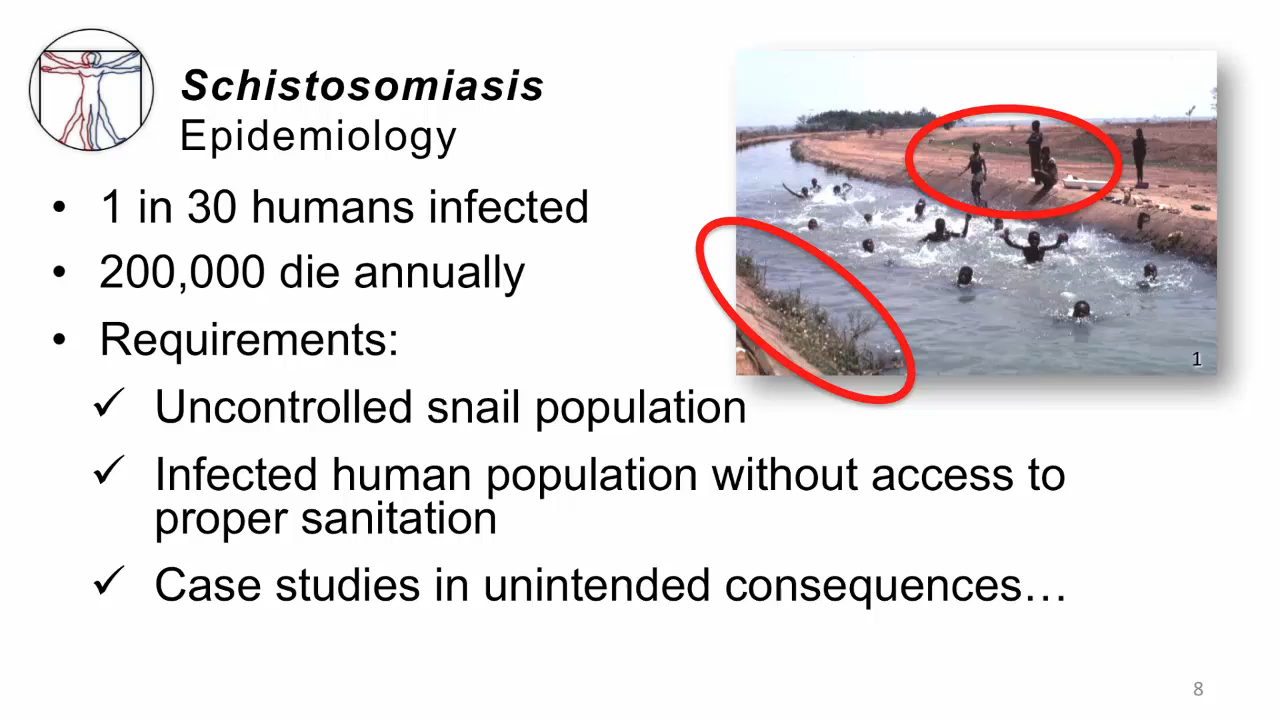 Schistosomiasis
Epidemiology
• 1 in 30 humans infected
• 200,000 die annually
• Requirements:
✓ Uncontrolled snail population
✓ Infected human population without access to
proper sanitation
✓ Case studies in unintended consequences…
1
8